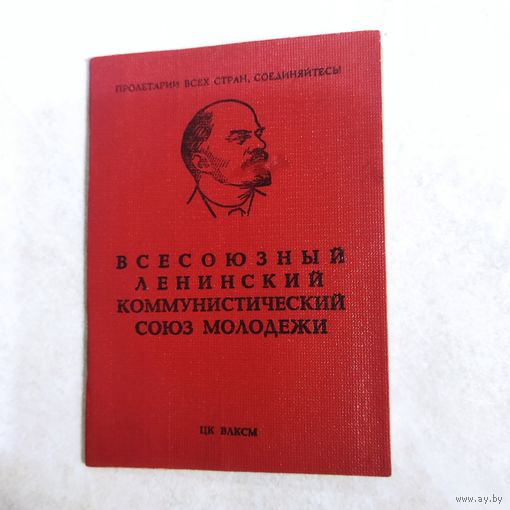 ПРОЛЕТАРИИ ВСЕХ СТРАН, СОЕДИНЯЙТЕСЬ!
ВСЕСОЮЗНЫЙ
ЛЕНИНСКИЙ
КОММУНИСТИЧЕСКИЙ
СОЮЗ МОЛОДЕЖИ
ЦК ВЛКСМ
www.ay.by